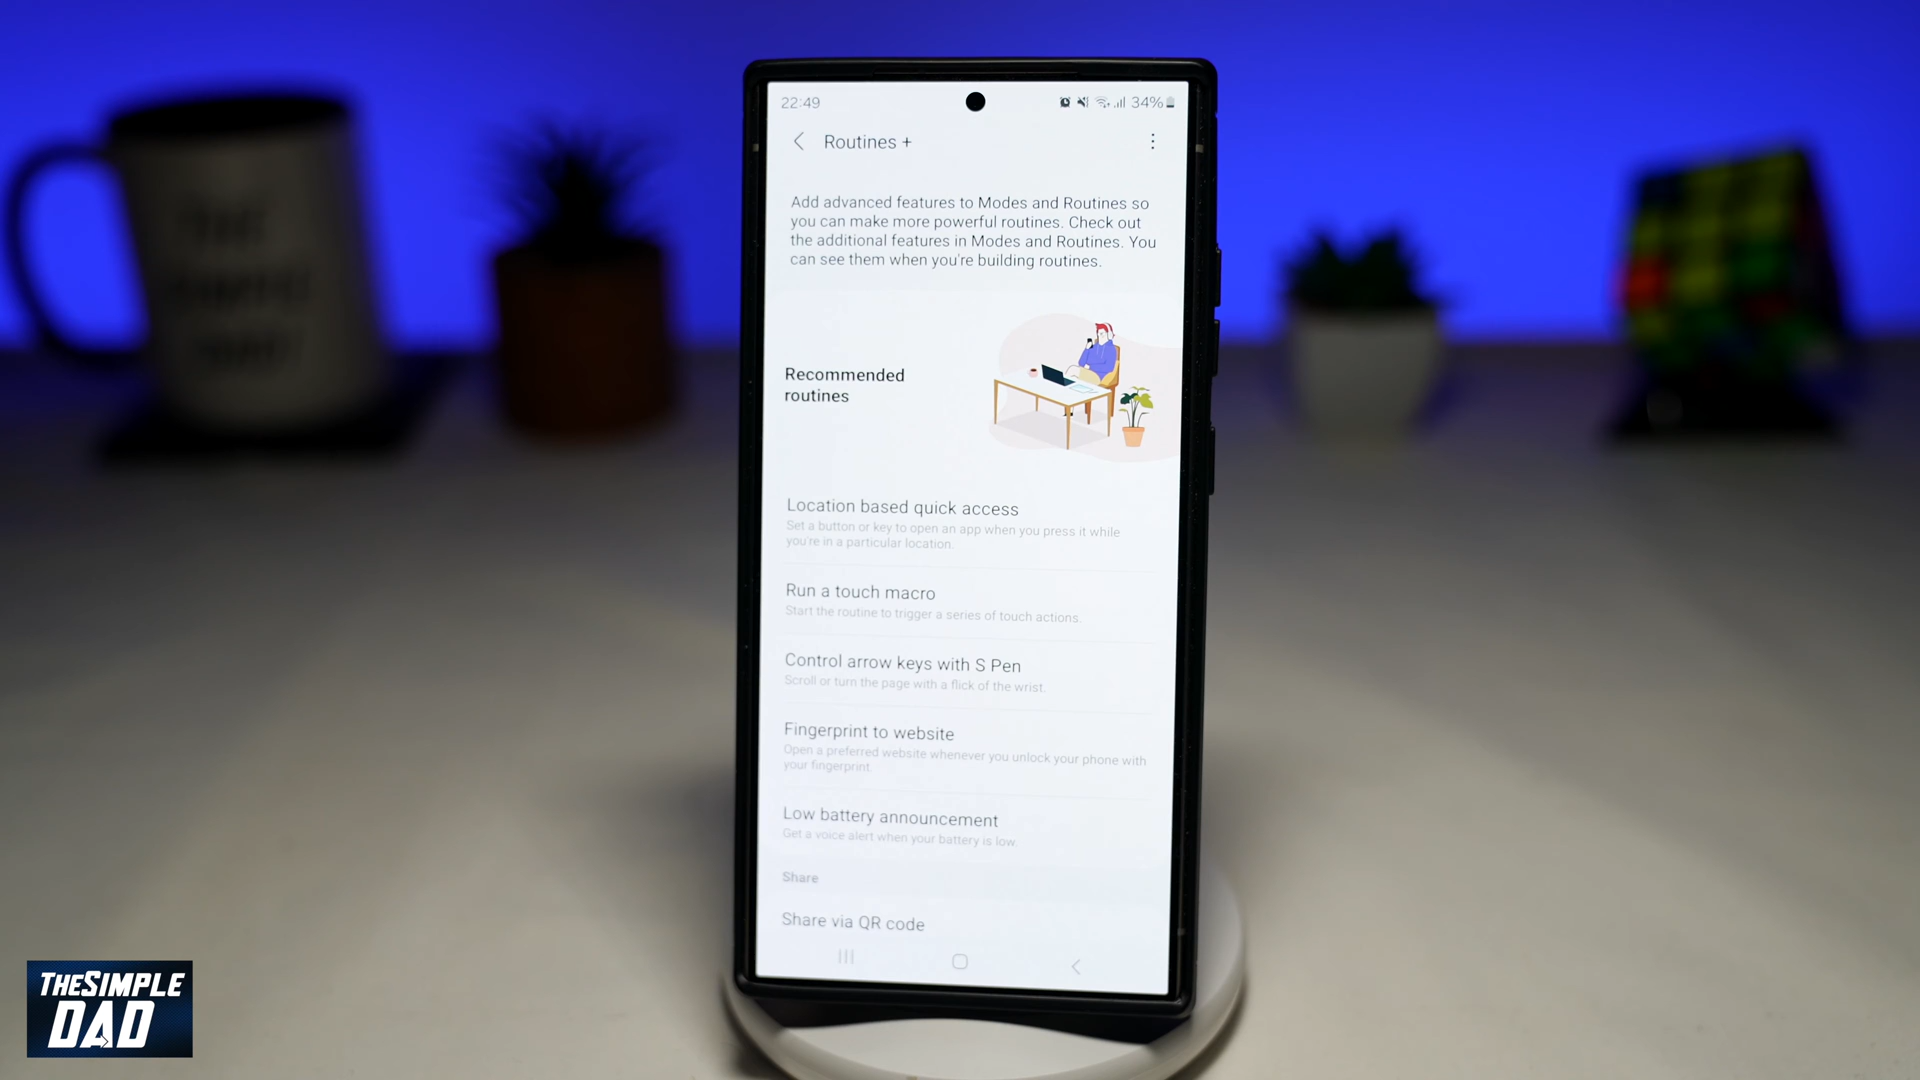 22:49
34%
Routines +
Add advanced features to Modes and Routines so
you can make more powerful routines. Check out
the additional features in Modes and Routines. You
can see them when you're building routines.
Recommended
routines
Location based quick access
Set a button or key to open an app when you press it while
you're in a particular location.
Run a touch macro
Start the routine to trigger a series of touch actions.
Control arrow keys with S Pen
Scroll or turn the page with a flick of the wrist.
Fingerprint to website
Open a preferred website whenever you unlock your phone with
your fingerprint.
Low battery announcement
Get a voice alert when your battery is low.
Share
Share via QR code
THE SIMPLE
DAD